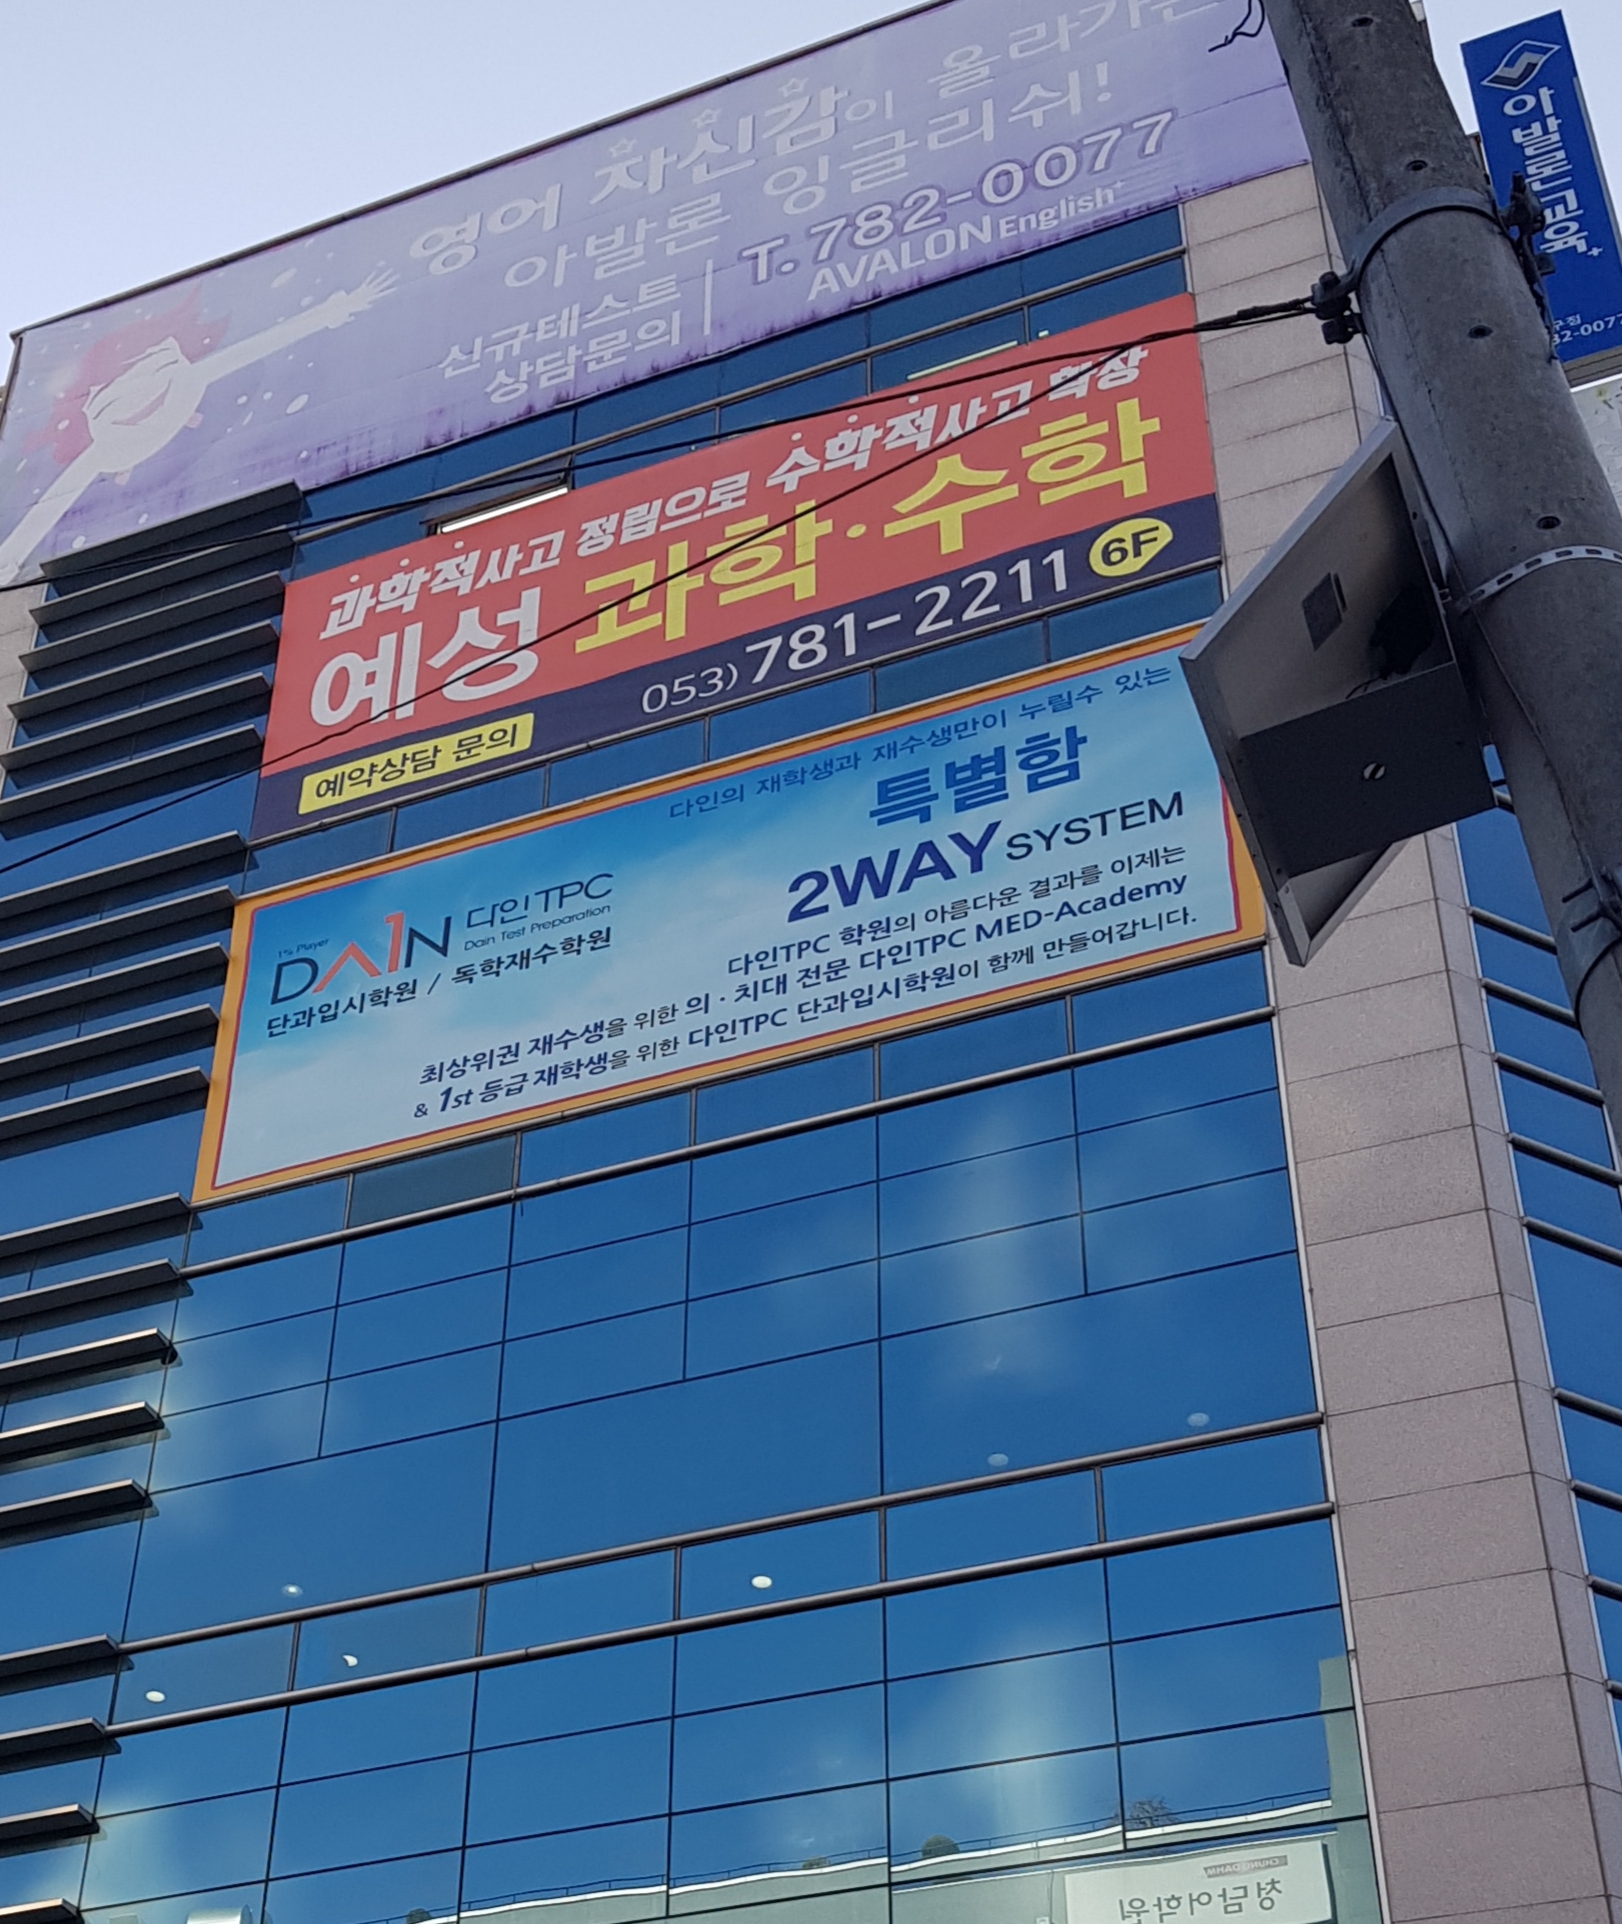 영어 자신감이 올라가는
아발론 잉글리쉬!
신규테스트
상담문의
T. 782-0077
AVALON English+
아발론교육+
과학적사고 정립으로 수학적사고 확장
예성 과학·수학
예약상담 문의
053) 781-2211 6F
다인의 재학생과 재수생만이 누릴수 있는
특별함
2WAY SYSTEM
1% Player
DA1N 다인TPC
Dain Test Preparation
단과입시학원 / 독학재수학원
다인TPC 학원의 아름다운 결과를 이제는
최상위권 재수생을 위한 의·치대 전문 다인TPC MED-Academy
& 1st 등급 재학생을 위한 다인TPC 단과입시학원이 함께 만들어갑니다.
CHUNGDAHM
청담어학원